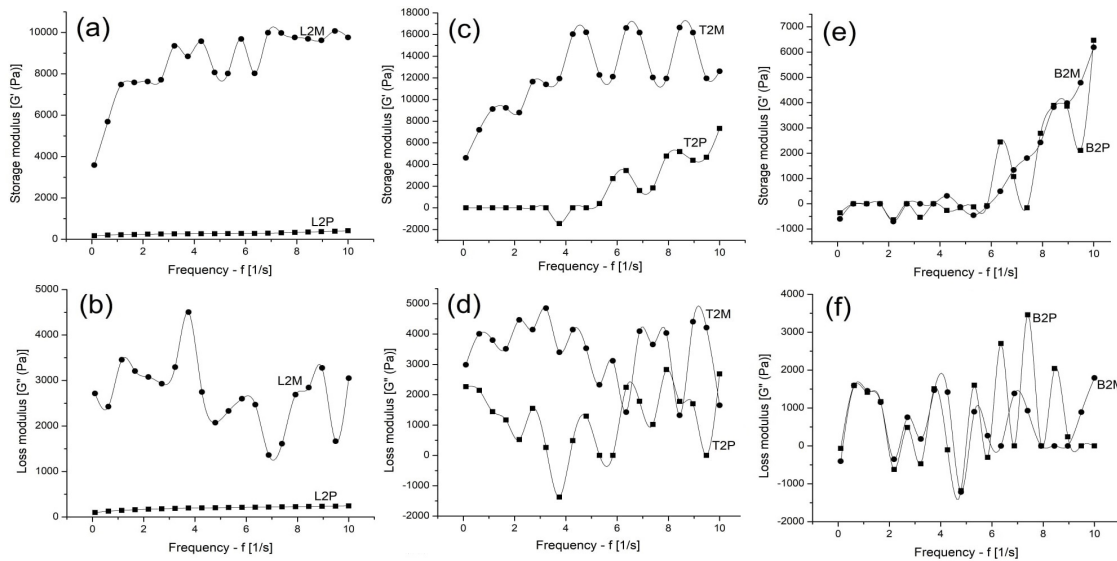 (a)
L2M
L2P
10000
8000
6000
4000
2000
0
0 2 4 6 8 10
Storage modulus [G' (Pa)]
Frequency - f [1/s]
(c)
T2M
T2P
18000
16000
14000
12000
10000
8000
6000
4000
2000
0
-2000
0 2 4 6 8 10
Storage modulus [G' (Pa)]
Frequency - f [1/s]
(e)
B2M
B2P
7000
6000
5000
4000
3000
2000
1000
0
-1000
0 2 4 6 8 10
Storage modulus [G' (Pa)]
Frequency - f [1/s]
(b)
L2M
L2P
5000
4000
3000
2000
1000
0
0 2 4 6 8 10
Loss modulus [G" (Pa)]
Frequency - f [1/s]
(d)
T2M
T2P
5000
4000
3000
2000
1000
0
-1000
-2000
0 2 4 6 8 10
Loss modulus [G" (Pa)]
Frequency - f [1/s]
(f)
B2P
B2M
4000
3000
2000
1000
0
-1000
-2000
0 2 4 6 8 10
Loss modulus [G" (Pa)]
Frequency - f [1/s]